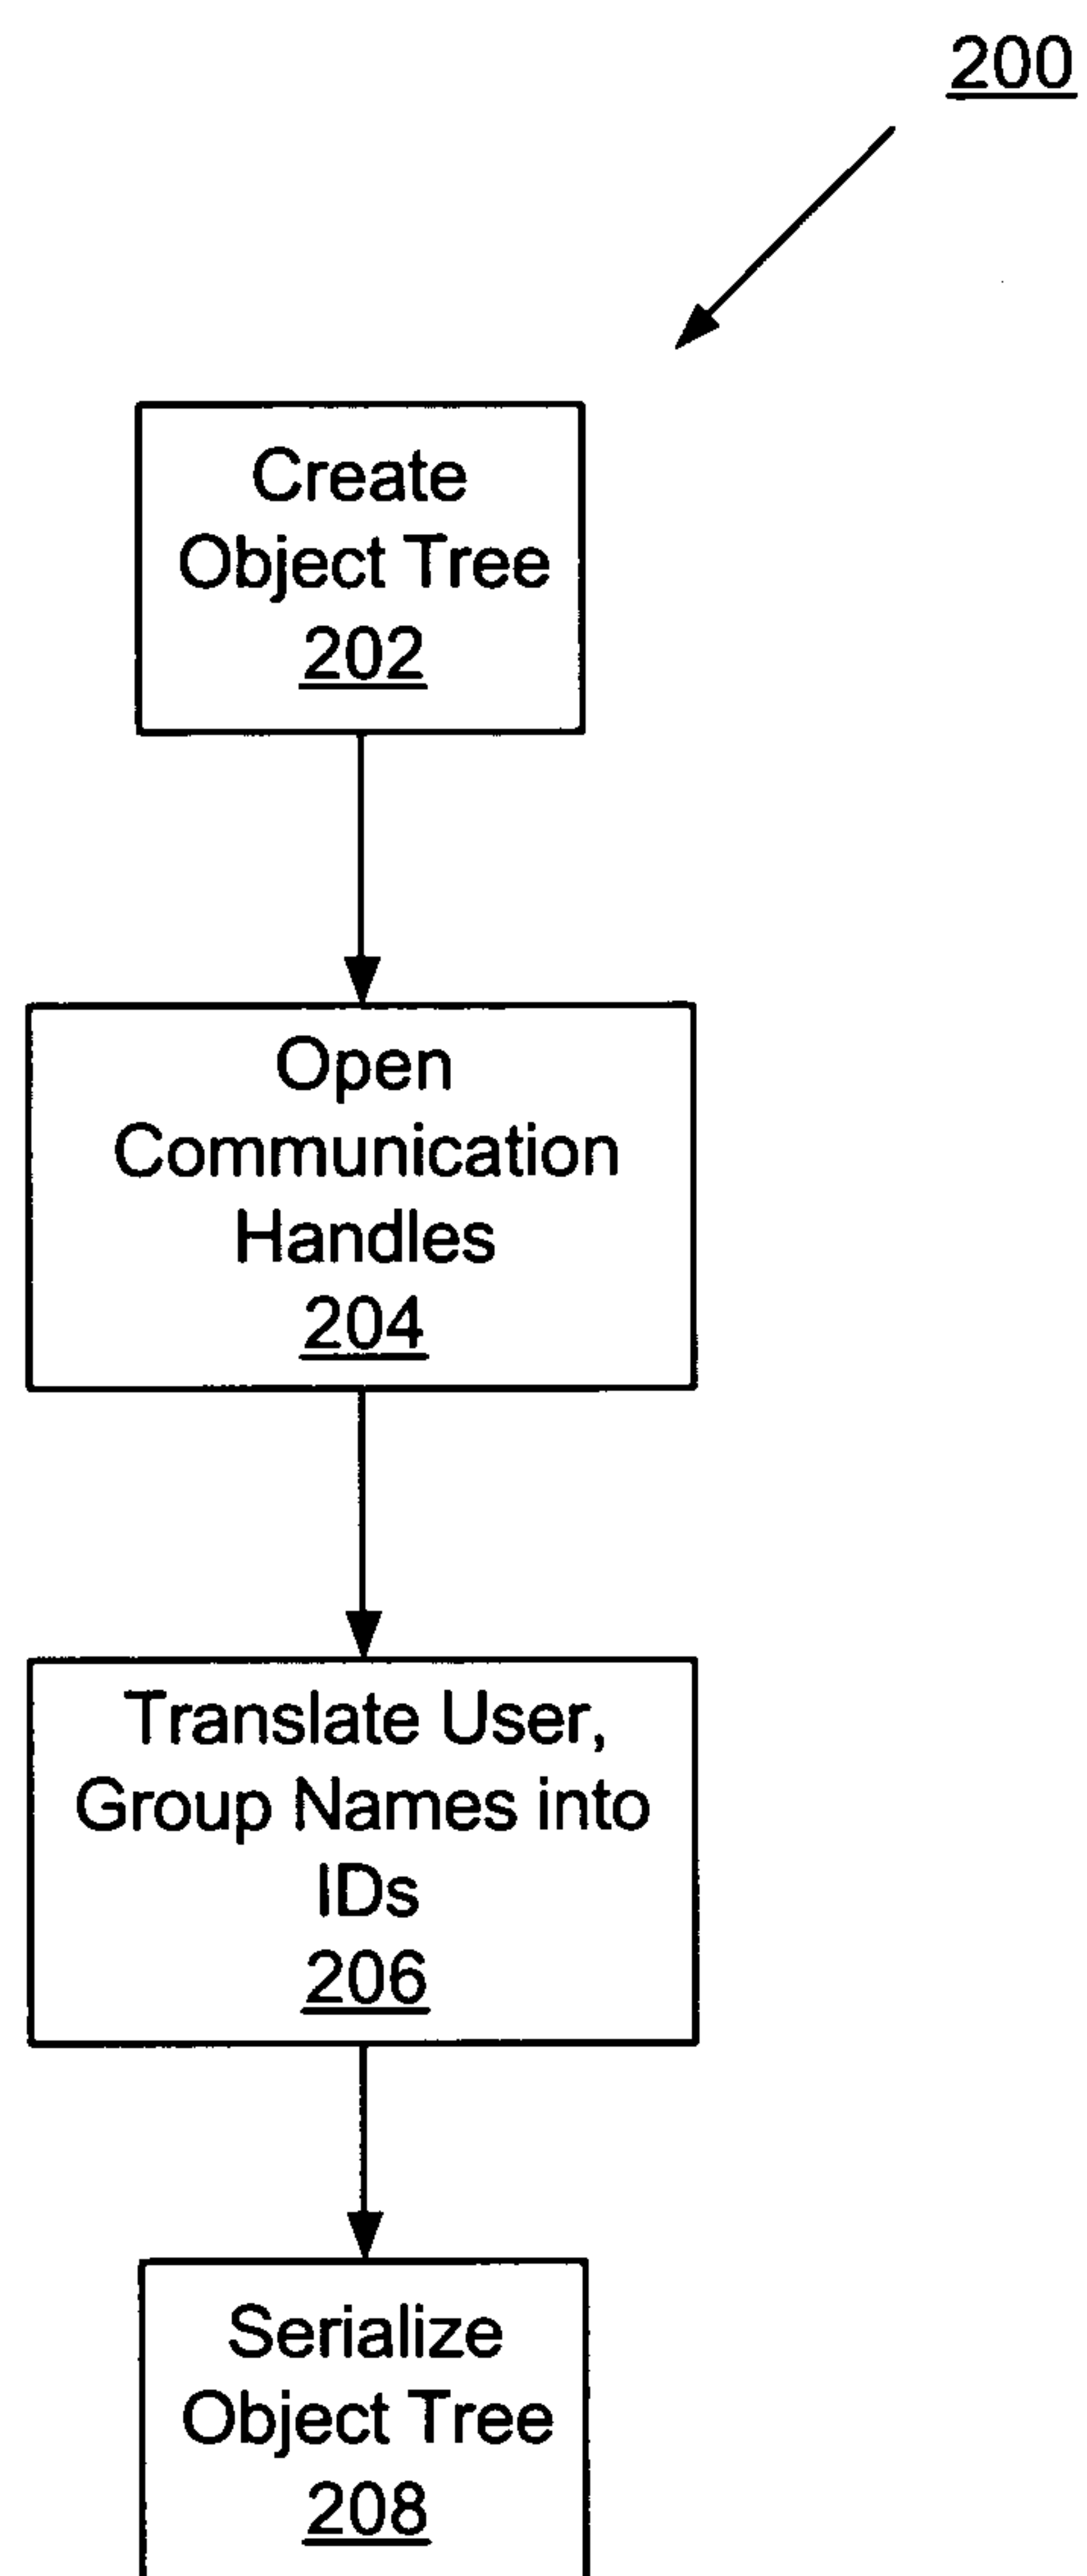 200
Create
Object Tree
202
Open
Communication
Handles
204
Translate User,
Group Names into
IDs
206
Serialize
Object Tree
208